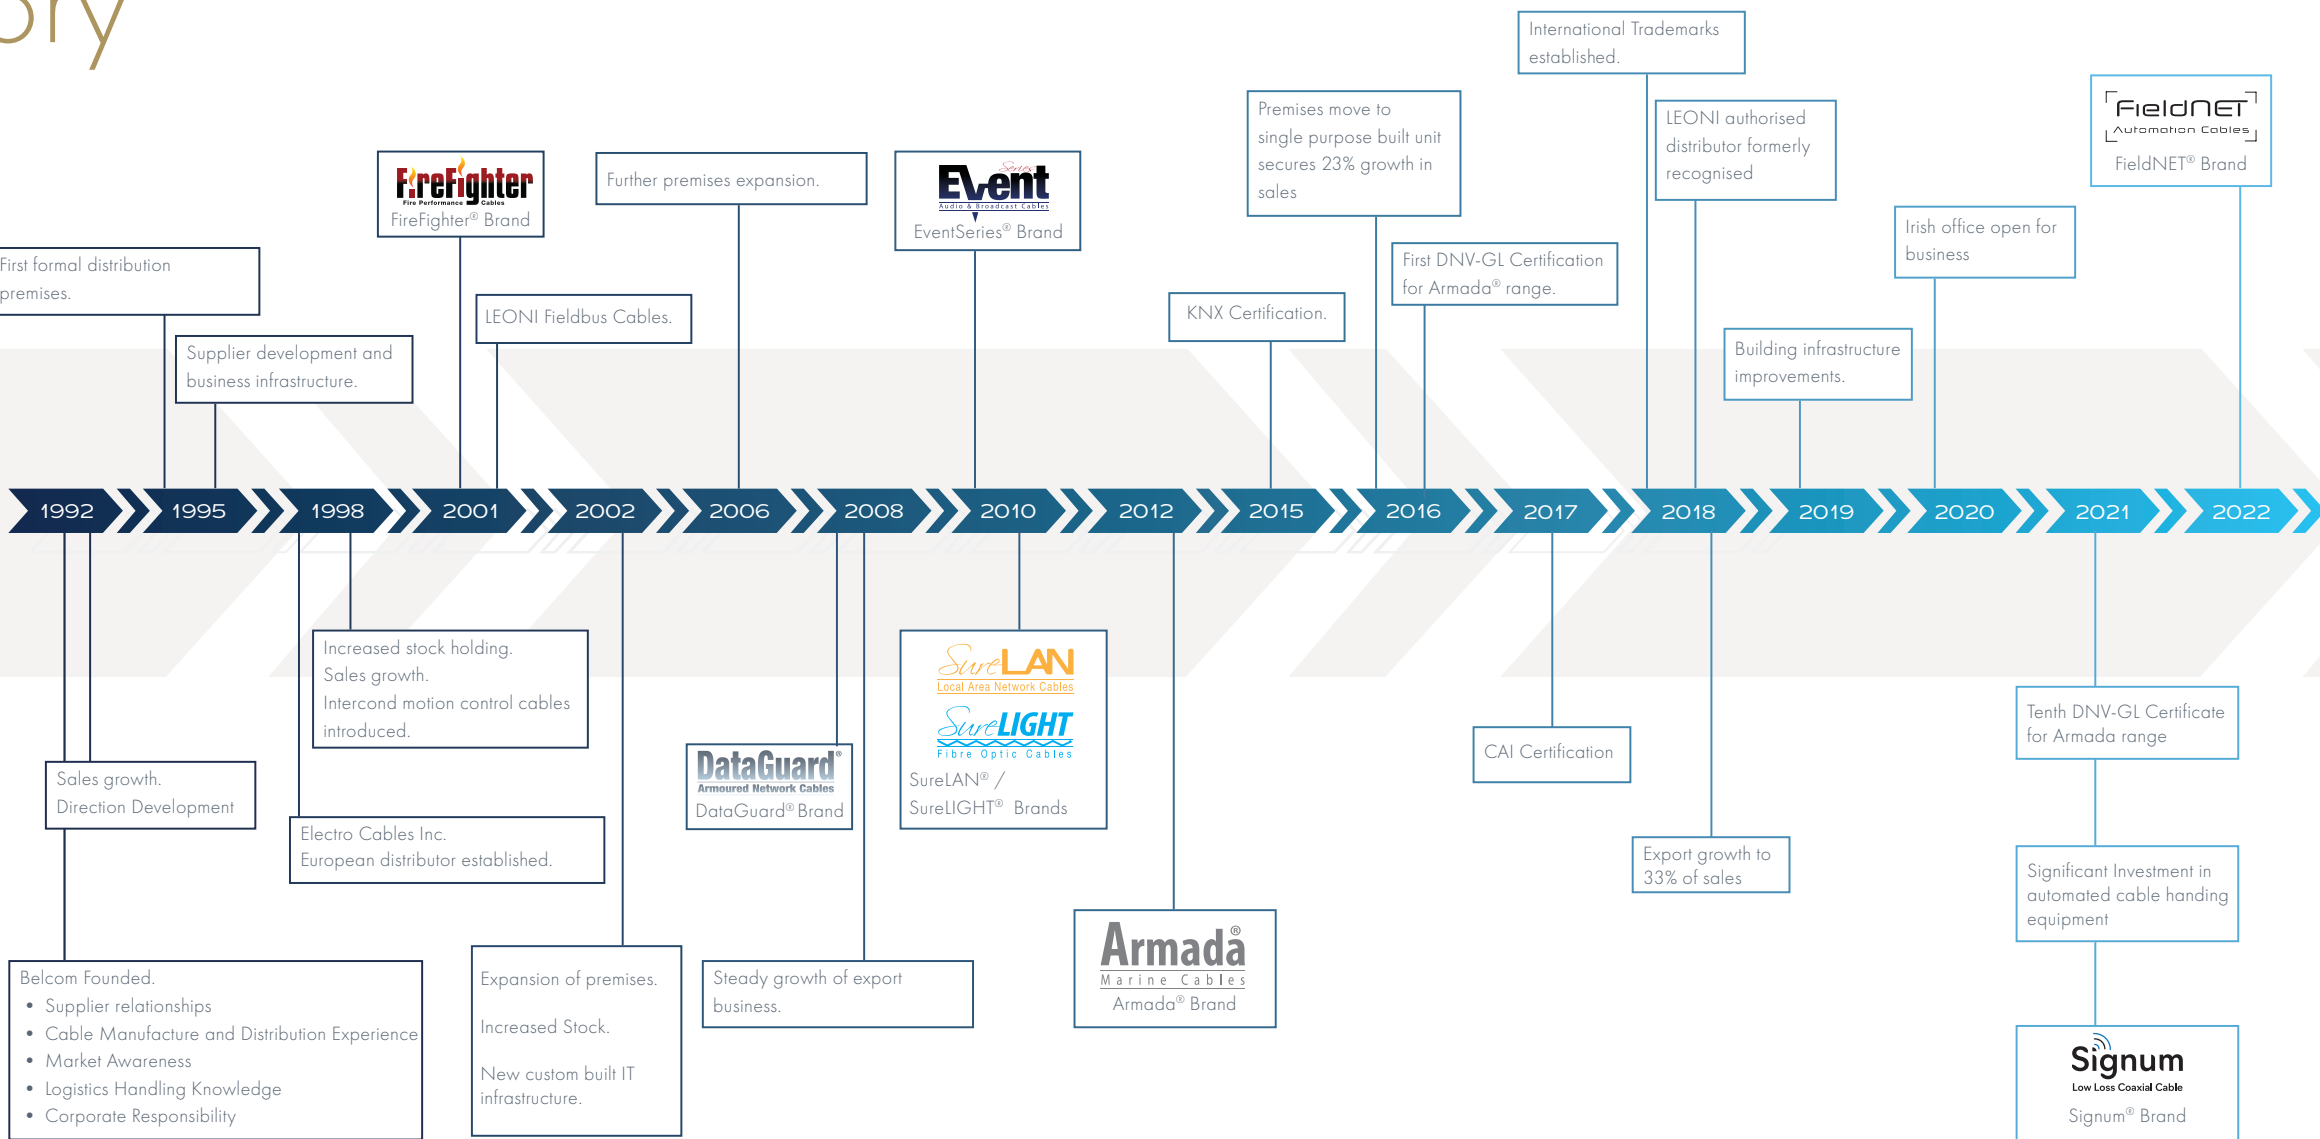 ory
International Trademarks
established.
Premises move to
single purpose built unit
secures 23% growth in
sales
LEONI authorised
distributor formerly
recognised
FieldNET
Automation Cables
FieldNET® Brand
FireFighter
Fire Performance Cables
FireFighter® Brand
Further premises expansion.
Series
Event
Audio & Broadcast Cables
EventSeries® Brand
Irish office open for
business
First formal distribution
premises.
First DNV-GL Certification
for Armada® range.
LEONI Fieldbus Cables.
KNX Certification.
Supplier development and
business infrastructure.
Building infrastructure
improvements.
1992 1995 1998 2001 2002 2006 2008 2010 2012 2015 2016 2017 2018 2019 2020 2021 2022
Increased stock holding.
Sales growth.
Intercond motion control cables
introduced.
SureLAN
Local Area Network Cables
SureLIGHT
Fibre Optic Cables
SureLAN® /
SureLIGHT® Brands
Tenth DNV-GL Certificate
for Armada range
CAI Certification
DataGuard®
Armoured Network Cables
DataGuard® Brand
Sales growth.
Direction Development
Electro Cables Inc.
European distributor established.
Export growth to
33% of sales
Significant Investment in
automated cable handing
equipment
Armada®
Marine Cables
Armada® Brand
Expansion of premises.
Increased Stock.
New custom built IT
infrastructure.
Steady growth of export
business.
Belcom Founded.
• Supplier relationships
• Cable Manufacture and Distribution Experience
• Market Awareness
• Logistics Handling Knowledge
• Corporate Responsibility
Signum
Low Loss Coaxial Cable
Signum® Brand